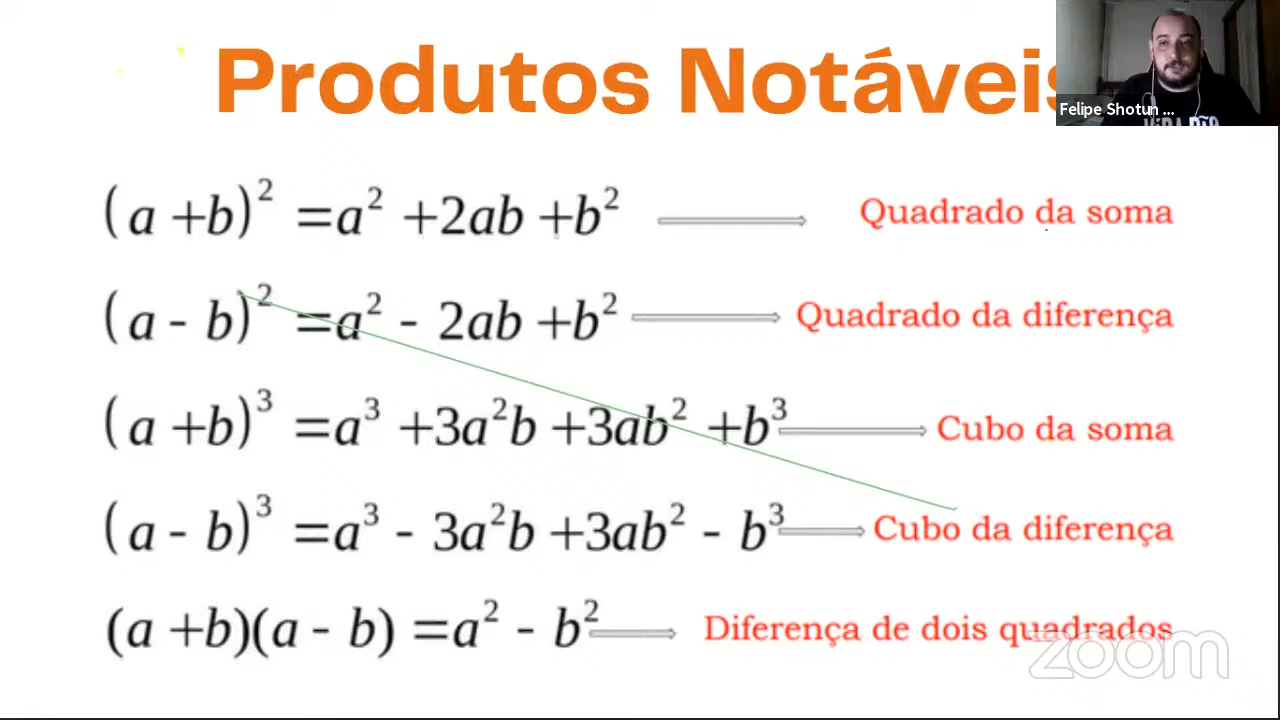 Produtos Notáveis
Felipe Shotun ...
(a +b)² =a² +2ab +b² Quadrado da soma
(a - b)² =a² - 2ab +b² Quadrado da diferença
(a +b)³ =a³ +3a²b +3ab² +b³ Cubo da soma
(a - b)³ =a³ - 3a²b +3ab² - b³ Cubo da diferença
(a +b)(a - b) =a² - b² Diferença de dois quadrados
zoom